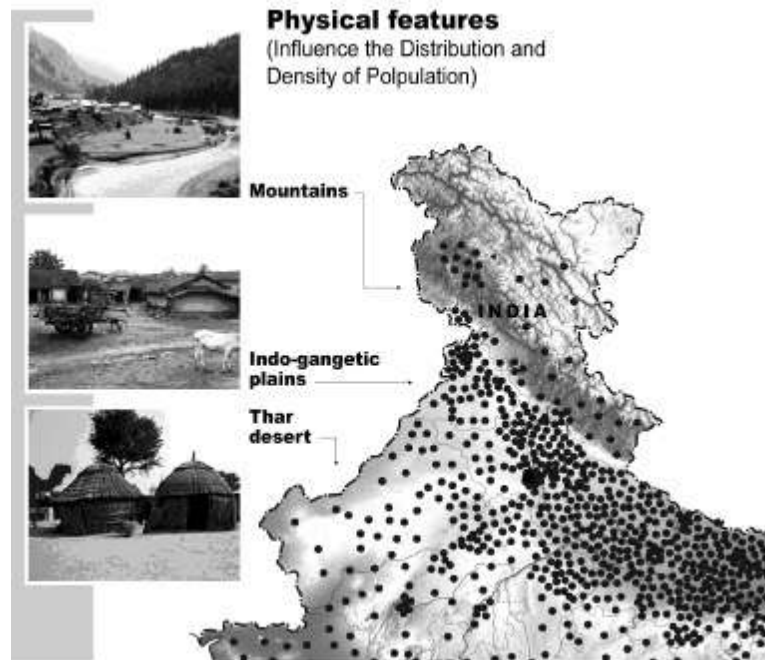 Physical features
(Influence the Distribution and
Density of Polpulation)
Mountains
INDIA
Indo-gangetic
plains
Thar
desert